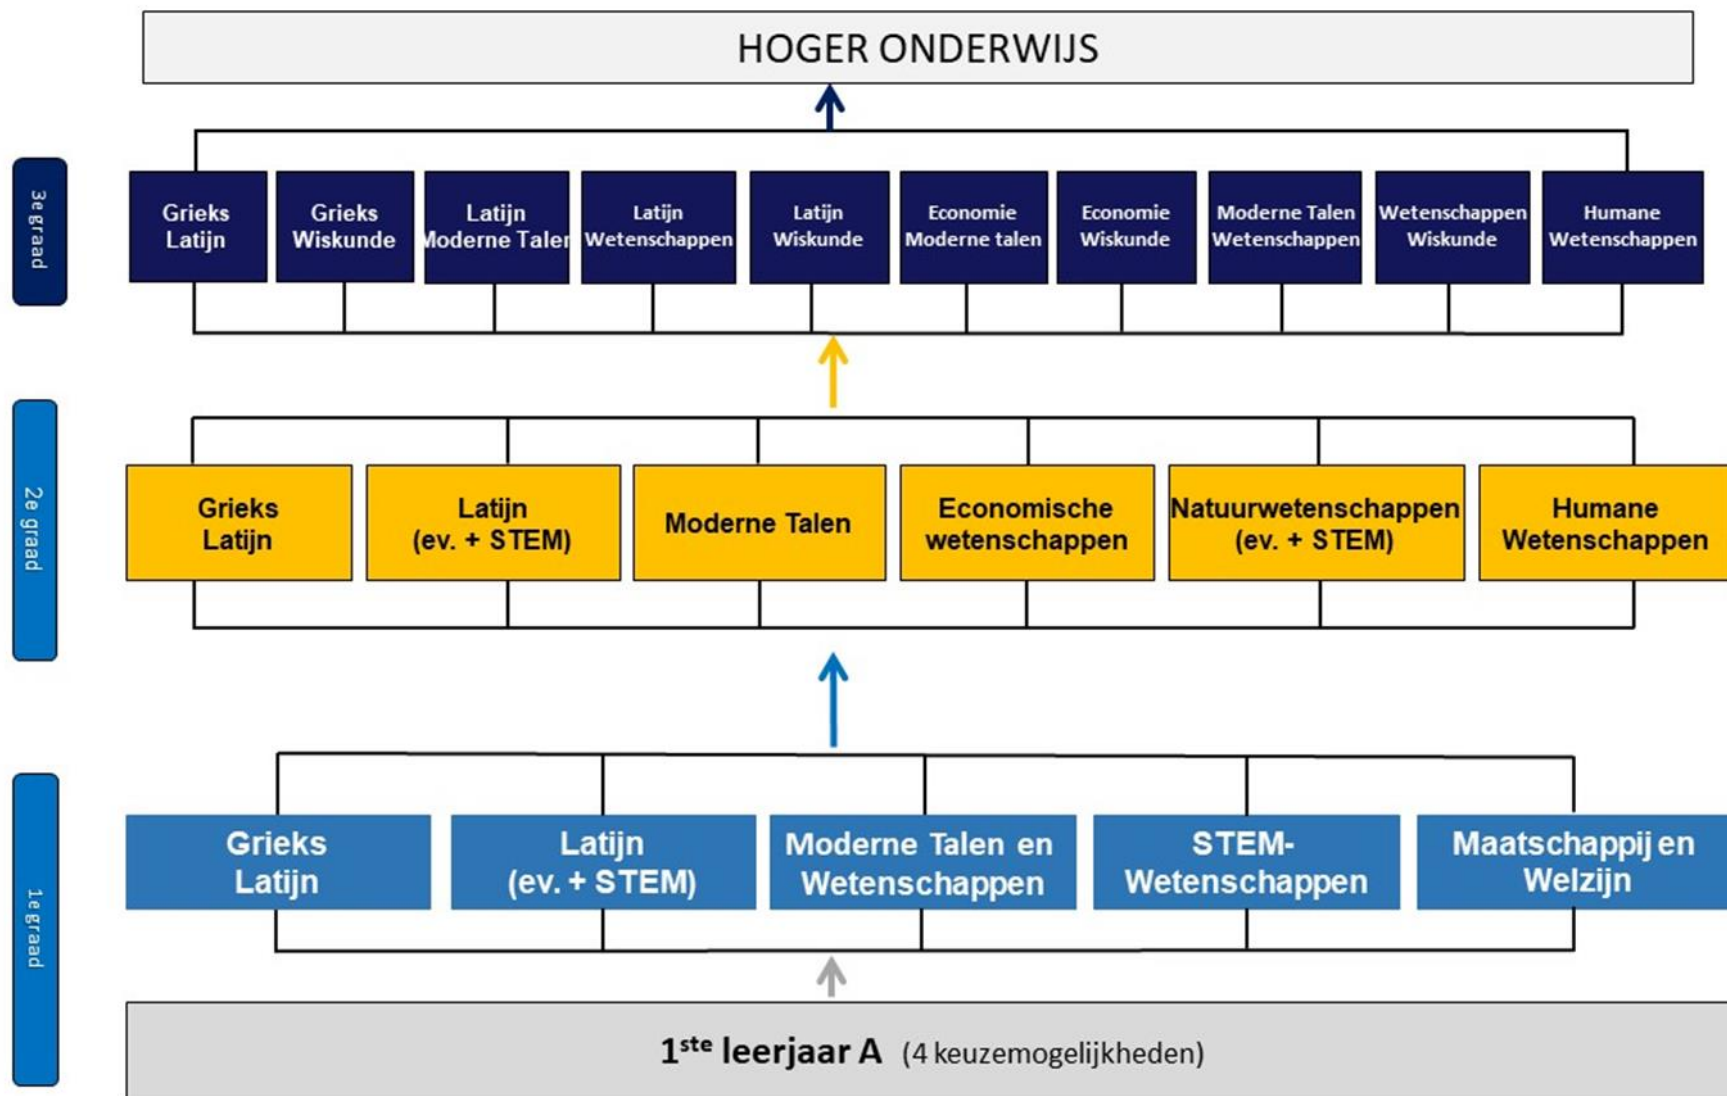 HOGER ONDERWIJS
3e graad
Grieks
Latijn
Grieks
Wiskunde
Latijn
Moderne Talen
Latijn
Wetenschappen
Latijn
Wiskunde
Economie
Moderne talen
Economie
Wiskunde
Moderne Talen
Wetenschappen
Wetenschappen
Wiskunde
Humane
Wetenschappen
2e graad
Grieks
Latijn
Latijn
(ev. + STEM)
Moderne Talen
Economische
wetenschappen
Natuurwetenschappen
(ev. + STEM)
Humane
Wetenschappen
1e graad
Grieks
Latijn
Latijn
(ev. + STEM)
Moderne Talen en
Wetenschappen
STEM-
Wetenschappen
Maatschappij en
Welzijn
1ste leerjaar A (4 keuzemogelijkheden)